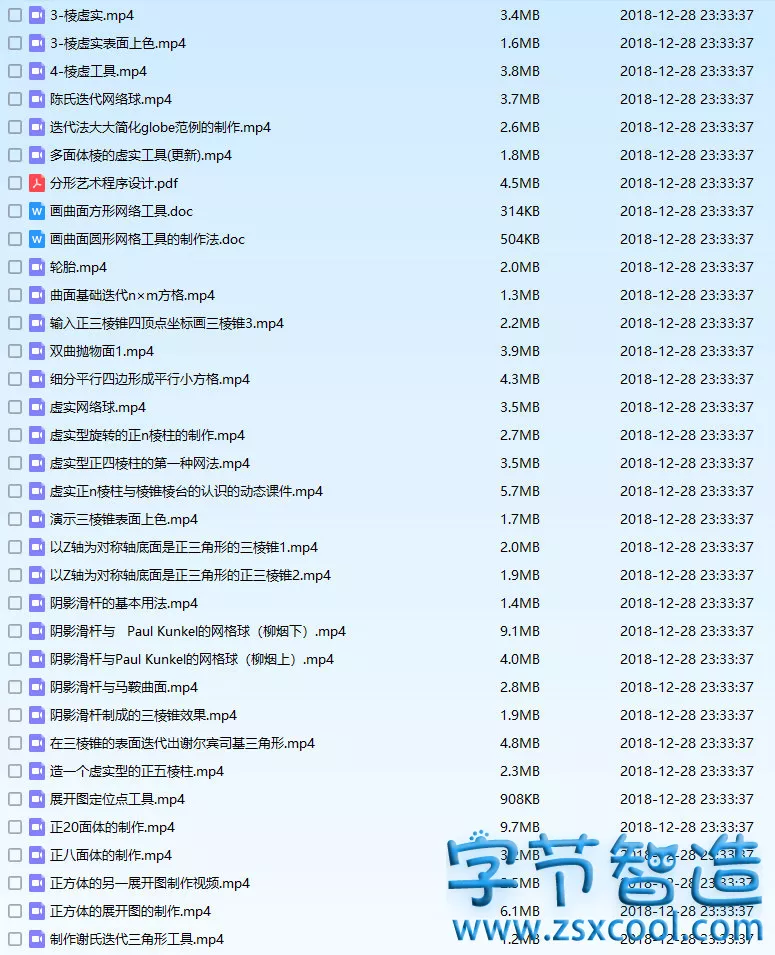 3-棱虚实.mp4 3.4MB 2018-12-28 23:33:37
3-棱虚实表面上色.mp4 1.6MB 2018-12-28 23:33:37
4-棱虚工具.mp4 3.8MB 2018-12-28 23:33:37
陈氏迭代网络球.mp4 3.7MB 2018-12-28 23:33:37
迭代法大大简化globe范例的制作.mp4 2.6MB 2018-12-28 23:33:37
多面体棱的虚实工具(更新).mp4 1.8MB 2018-12-28 23:33:37
分形艺术程序设计.pdf 4.5MB 2018-12-28 23:33:37
画曲面方形网络工具.doc 314KB 2018-12-28 23:33:37
画曲面圆形网格工具的制作法.doc 504KB 2018-12-28 23:33:37
轮胎.mp4 2.0MB 2018-12-28 23:33:37
曲面基础迭代n×m方格.mp4 1.3MB 2018-12-28 23:33:37
输入正三棱锥四顶点坐标画三棱锥3.mp4 2.2MB 2018-12-28 23:33:37
双曲抛物面1.mp4 3.9MB 2018-12-28 23:33:37
细分平行四边形成平行小方格.mp4 4.3MB 2018-12-28 23:33:37
虚实网络球.mp4 3.5MB 2018-12-28 23:33:37
虚实型旋转的正n棱柱的制作.mp4 2.7MB 2018-12-28 23:33:37
虚实型正四棱柱的第一种网法.mp4 3.5MB 2018-12-28 23:33:37
虚实正n棱柱与棱锥棱台的认识的动态课件.mp4 5.7MB 2018-12-28 23:33:37
演示三棱锥表面上色.mp4 1.7MB 2018-12-28 23:33:37
以Z轴为对称轴底面是正三角形的三棱锥1.mp4 2.0MB 2018-12-28 23:33:37
以Z轴为对称轴底面是正三角形的正三棱锥2.mp4 1.9MB 2018-12-28 23:33:37
阴影滑杆的基本用法.mp4 1.4MB 2018-12-28 23:33:37
阴影滑杆与　Paul Kunkel的网格球（柳烟下）.mp4 9.1MB 2018-12-28 23:33:37
阴影滑杆与Paul Kunkel的网格球（柳烟上）.mp4 4.0MB 2018-12-28 23:33:37
阴影滑杆与马鞍曲面.mp4 2.8MB 2018-12-28 23:33:37
阴影滑杆制成的三棱锥效果.mp4 1.9MB 2018-12-28 23:33:37
在三棱锥的表面迭代出谢尔宾司基三角形.mp4 4.8MB 2018-12-28 23:33:37
造一个虚实型的正五棱柱.mp4 2.3MB 2018-12-28 23:33:37
展开图定位点工具.mp4 908KB 2018-12-28 23:33:37
正20面体的制作.mp4 9.7MB 2018-12-28 23:33:37
正八面体的制作.mp4 2018-12-28 23:33:37
正方体的另一展开图制作视频.mp4 2018-12-28 23:33:37
正方体的展开图的制作.mp4 6.1MB 2018-12-28 23:33:37
制作谢氏迭代三角形工具.mp4 1.2MB 2018-12-28 23:33:37
字节智造
www.zsxcool.com